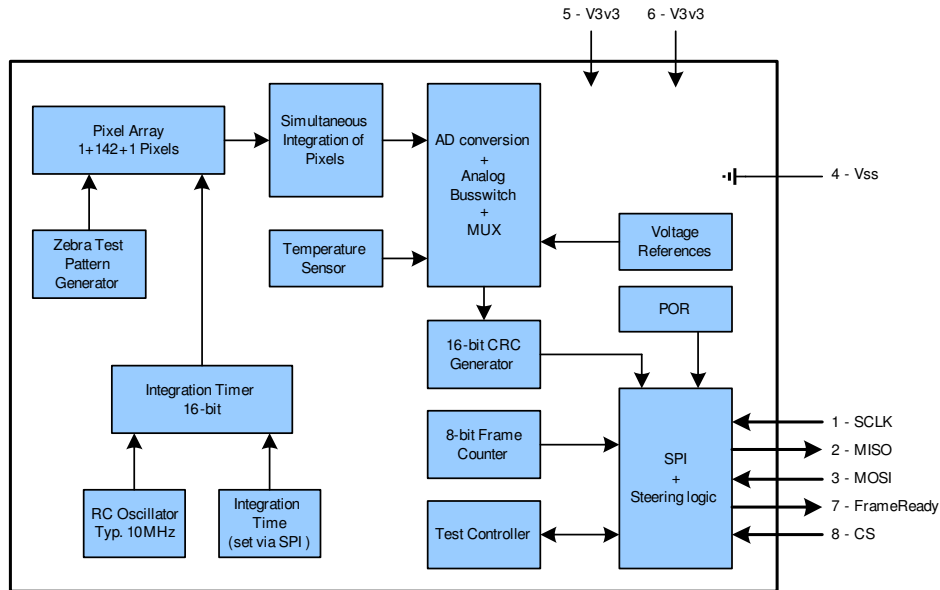 5 - V3v3
6 - V3v3
Pixel Array
1+142+1 Pixels
Simultaneous
Integration of
Pixels
AD conversion
+
Analog
Busswitch
+
MUX
4 - Vss
Zebra Test
Pattern
Generator
Temperature
Sensor
Voltage
References
POR
16-bit CRC
Generator
Integration Timer
16-bit
8-bit Frame
Counter
SPI
+
Steering logic
1 - SCLK
2 - MISO
3 - MOSI
7 - FrameReady
8 - CS
RC Oscillator
Typ. 10MHz
Integration
Time
(set via SPI )
Test Controller